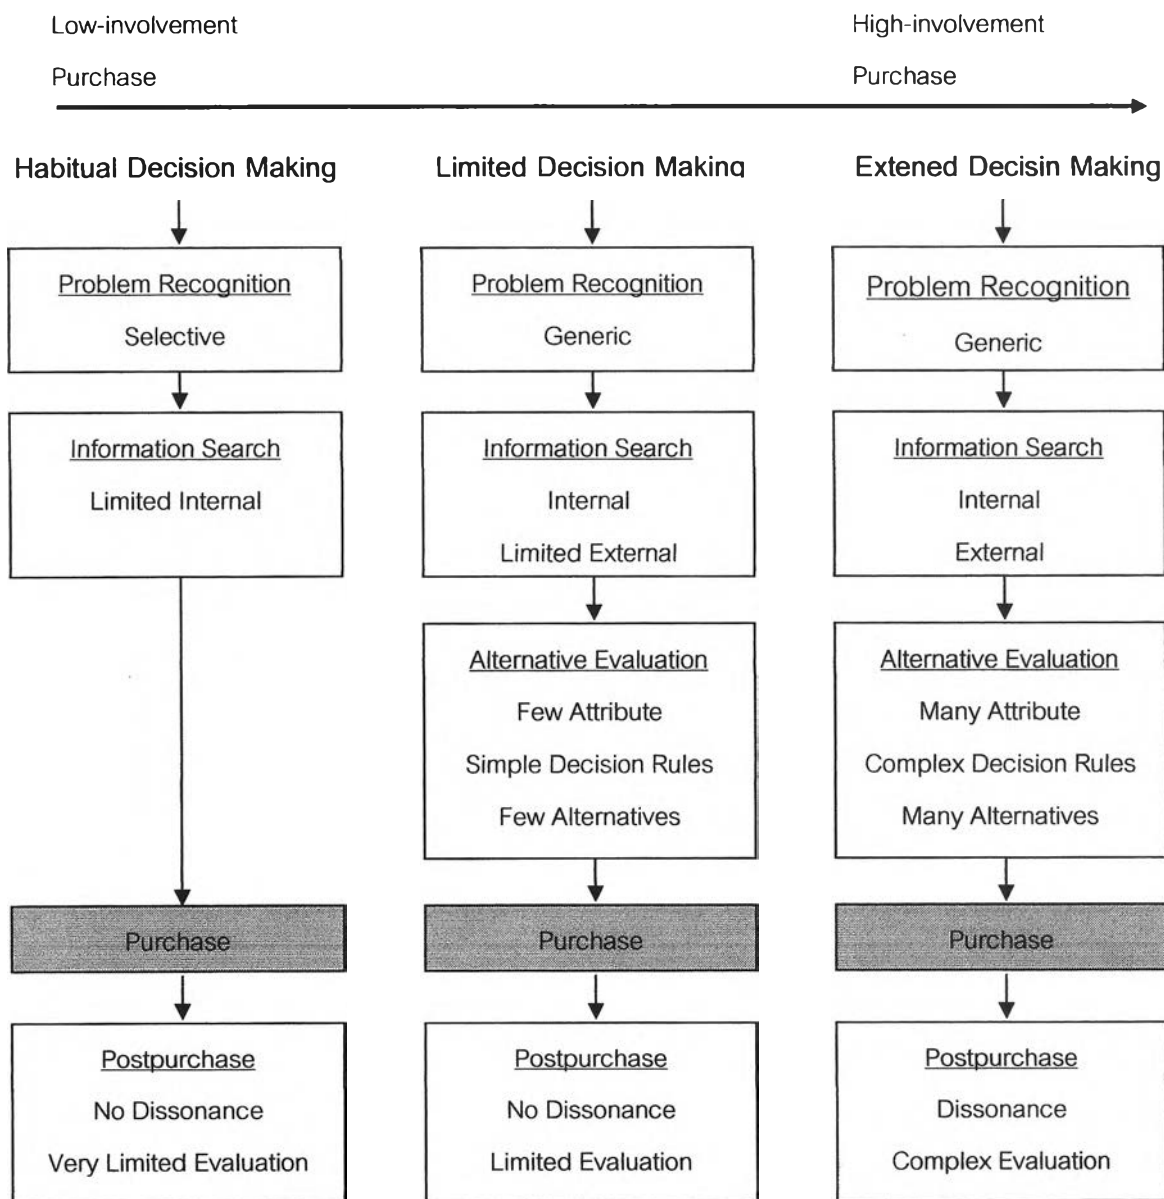 Low-involvement
Purchase
High-involvement
Purchase
Habitual Decision Making
Problem Recognition
Selective
Information Search
Limited Internal
Purchase
Postpurchase
No Dissonance
Very Limited Evaluation
Limited Decision Making
Problem Recognition
Generic
Information Search
Internal
Limited External
Alternative Evaluation
Few Attribute
Simple Decision Rules
Few Alternatives
Purchase
Postpurchase
No Dissonance
Limited Evaluation
Extened Decisin Making
Problem Recognition
Generic
Information Search
Internal
External
Alternative Evaluation
Many Attribute
Complex Decision Rules
Many Alternatives
Purchase
Postpurchase
Dissonance
Complex Evaluation